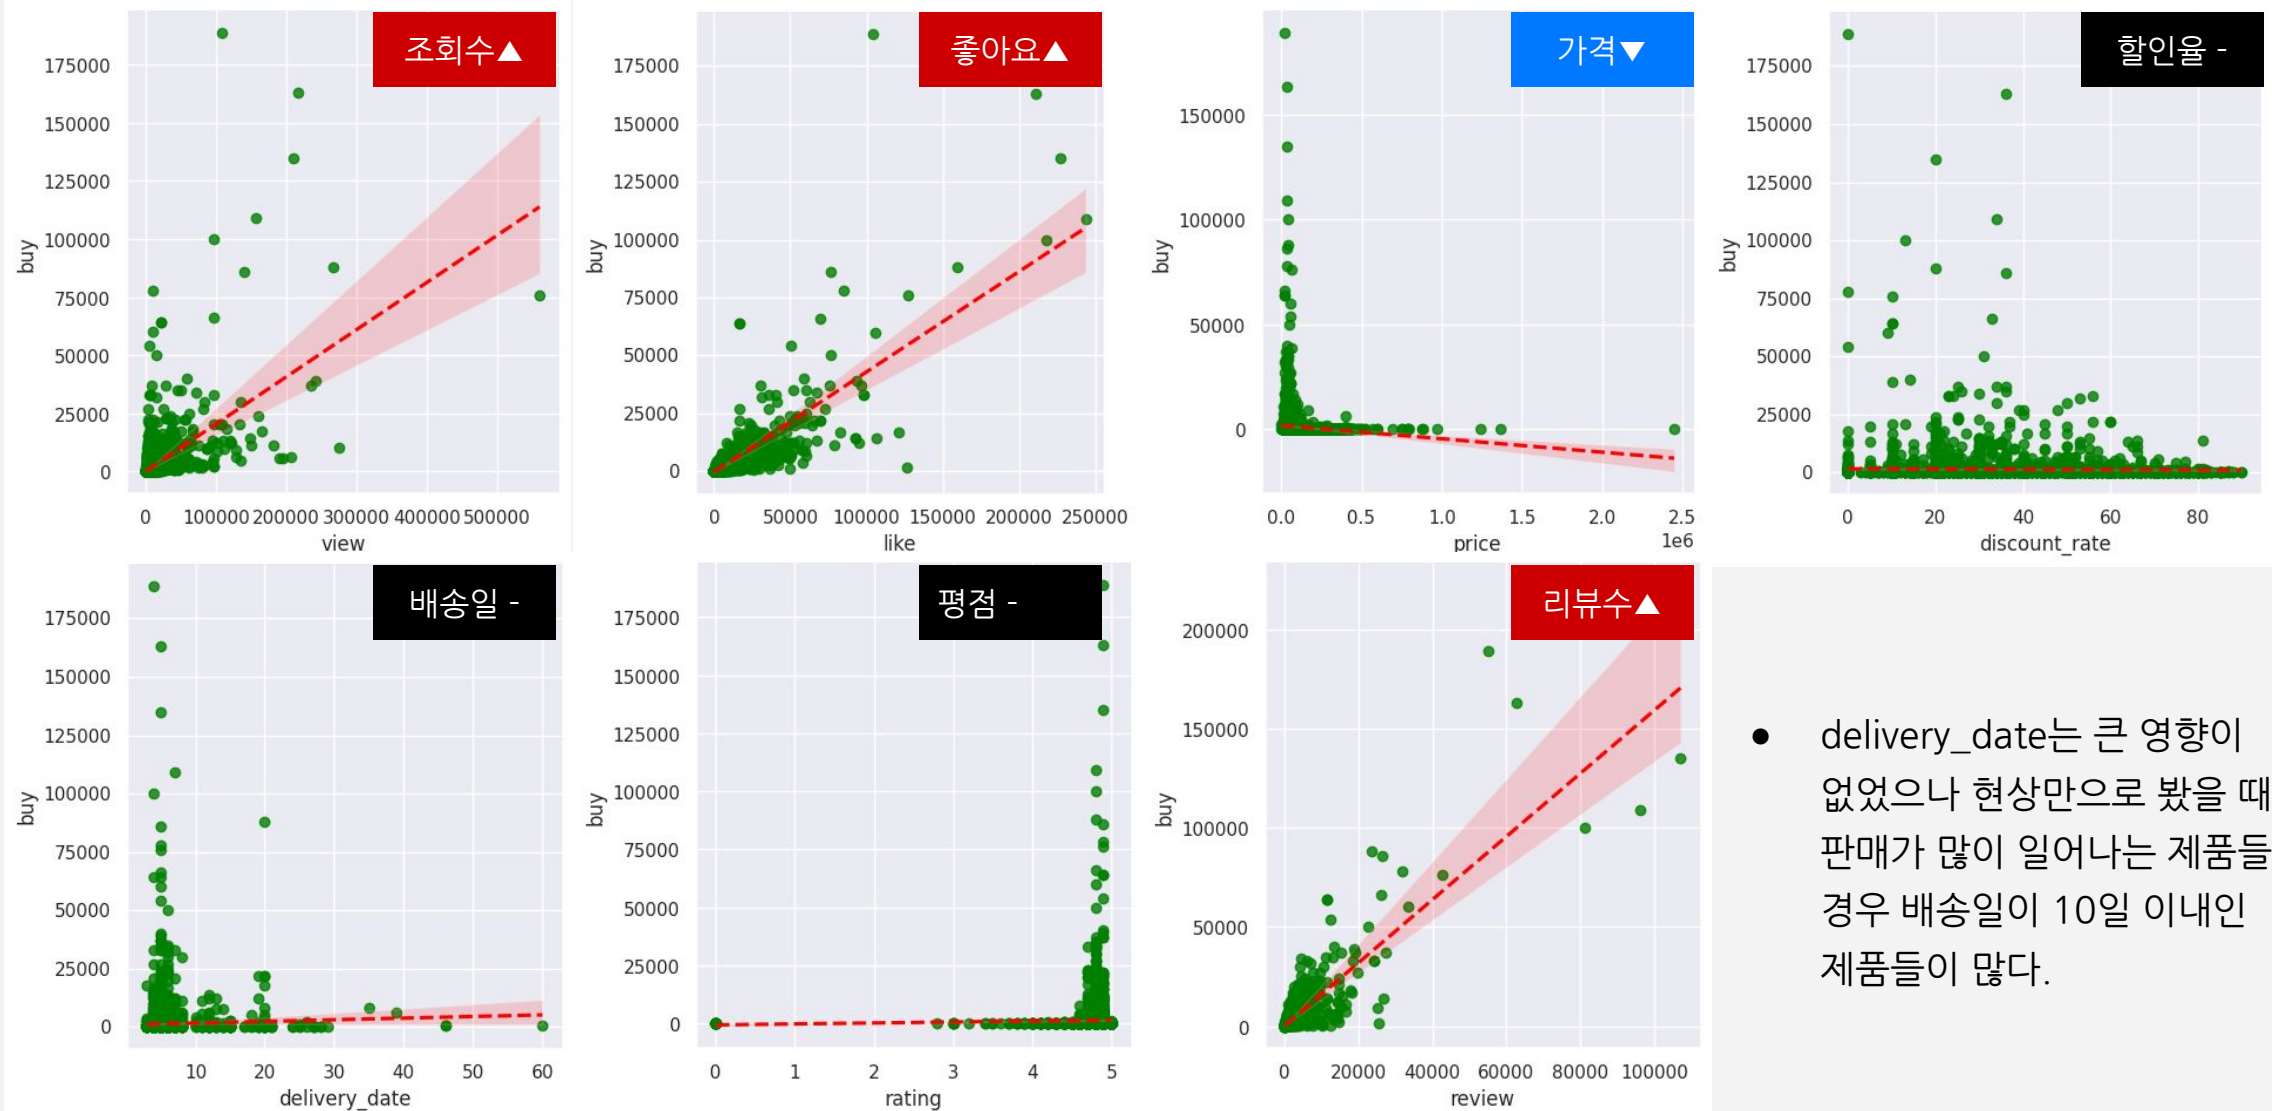 조회수▲
175000
150000
125000
100000
75000
50000
25000
0
buy
0 100000 200000 300000 400000 500000
view
좋아요▲
175000
150000
125000
100000
75000
50000
25000
0
buy
0 50000 100000 150000 200000 250000
like
가격▼
150000
100000
50000
0
buy
0.0 0.5 1.0 1.5 2.0 2.5
1e6
price
할인율 -
175000
150000
125000
100000
75000
50000
25000
0
buy
0 20 40 60 80
discount_rate
배송일 -
175000
150000
125000
100000
75000
50000
25000
0
buy
10 20 30 40 50 60
delivery_date
평점 -
175000
150000
125000
100000
75000
50000
25000
0
buy
0 1 2 3 4 5
rating
리뷰수▲
200000
150000
100000
50000
0
buy
0 20000 40000 60000 80000 100000
review
● delivery_date는 큰 영향이
없었으나 현상만으로 봤을 때
판매가 많이 일어나는 제품들
경우 배송일이 10일 이내인
제품들이 많다.